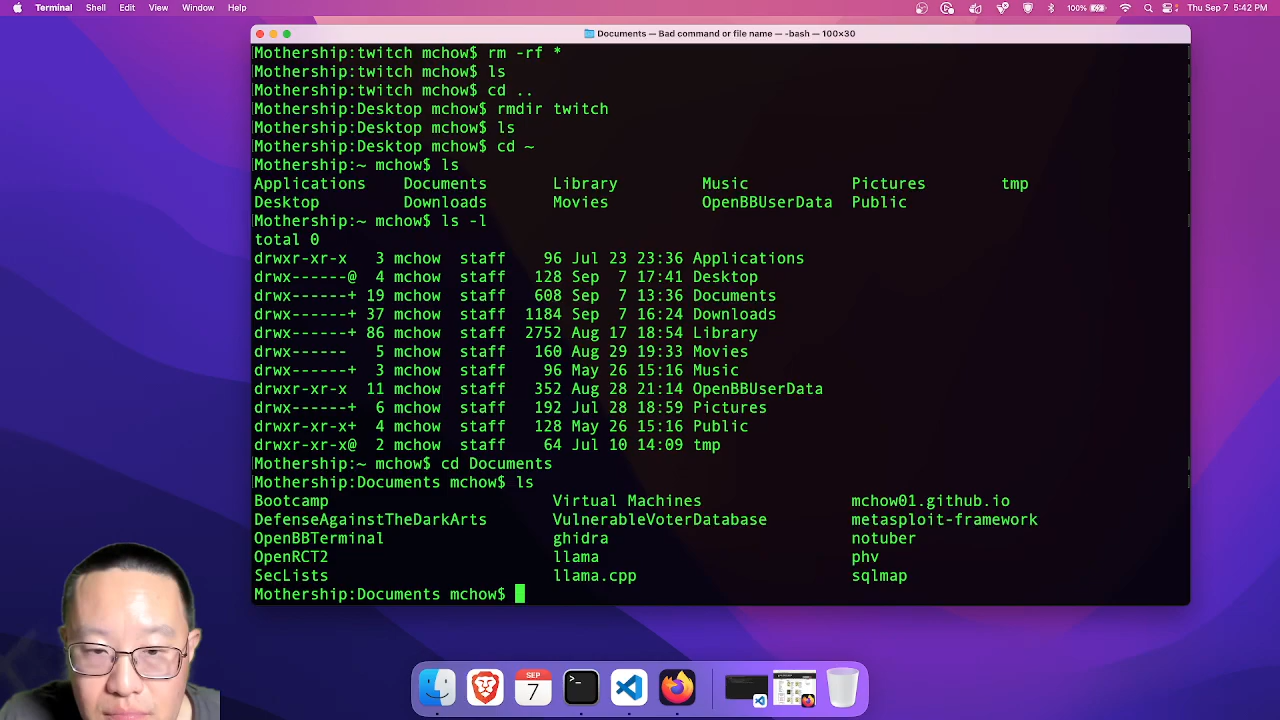 Terminal Shell Edit View Window Help 100% Thu Sep 7 5:42 PM
Documents — Bad command or file name — -bash — 100×30
Mothership:twitch mchow$ rm -rf *
Mothership:twitch mchow$ ls
Mothership:twitch mchow$ cd ..
Mothership:Desktop mchow$ rmdir twitch
Mothership:Desktop mchow$ ls
Mothership:Desktop mchow$ cd ~
Mothership:~ mchow$ ls
Applications Documents Library Music Pictures tmp
Desktop Downloads Movies OpenBBUserData Public
Mothership:~ mchow$ ls -l
total 0
drwxr-xr-x 3 mchow staff 96 Jul 23 23:36 Applications
drwx------@ 4 mchow staff 128 Sep 7 17:41 Desktop
drwx------+ 19 mchow staff 608 Sep 7 13:36 Documents
drwx------+ 37 mchow staff 1184 Sep 7 16:24 Downloads
drwx------+ 86 mchow staff 2752 Aug 17 18:54 Library
drwx------ 5 mchow staff 160 Aug 29 19:33 Movies
drwx------+ 3 mchow staff 96 May 26 15:16 Music
drwxr-xr-x 11 mchow staff 352 Aug 28 21:14 OpenBBUserData
drwx------+ 6 mchow staff 192 Jul 28 18:59 Pictures
drwxr-xr-x+ 4 mchow staff 128 May 26 15:16 Public
drwxr-xr-x@ 2 mchow staff 64 Jul 10 14:09 tmp
Mothership:~ mchow$ cd Documents
Mothership:Documents mchow$ ls
Bootcamp Virtual Machines mchow01.github.io
DefenseAgainstTheDarkArts VulnerableVoterDatabase metasploit-framework
OpenBBTerminal ghidra notuber
OpenRCT2 llama phv
SecLists llama.cpp sqlmap
Mothership:Documents mchow$
SEP
7